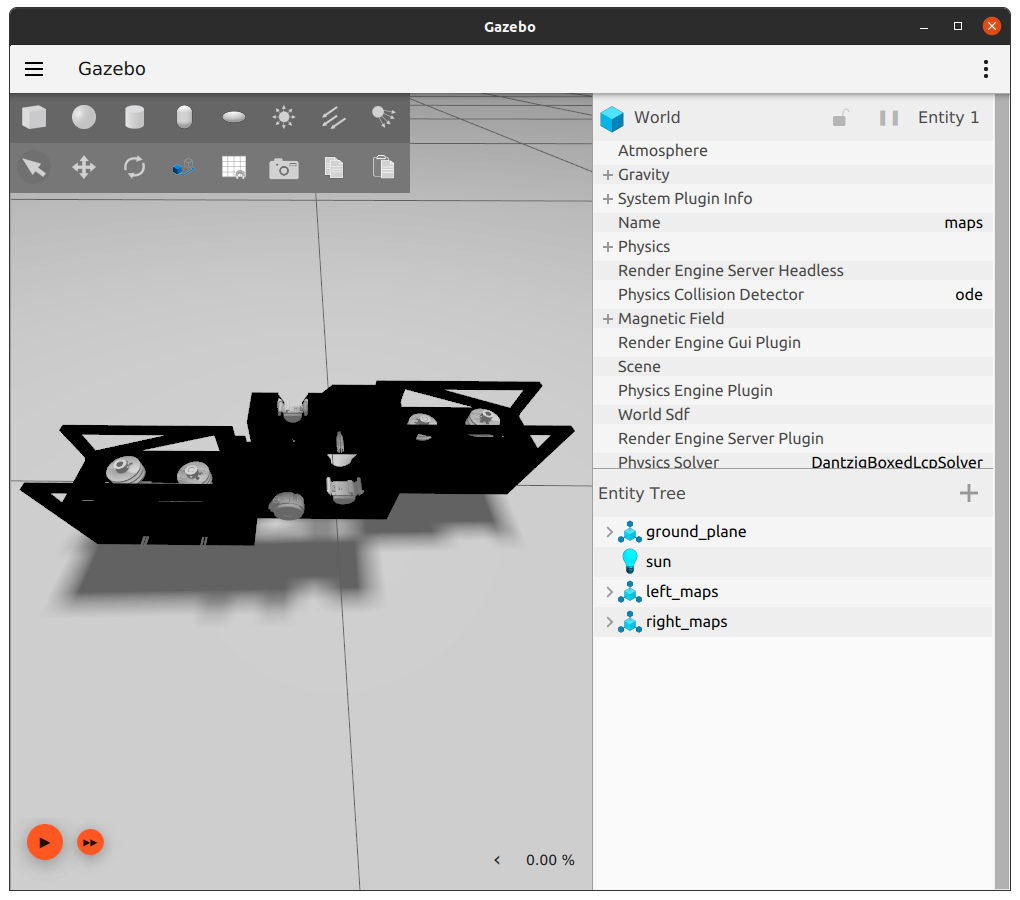 Gazebo
Gazebo
World Entity 1
Atmosphere
Gravity
System Plugin Info
Name maps
Physics
Render Engine Server Headless
Physics Collision Detector ode
Magnetic Field
Render Engine Gui Plugin
Scene
Physics Engine Plugin
World Sdf
Render Engine Server Plugin
Physics Solver DantzigBoxedLcpSolver
Entity Tree
ground_plane
sun
left_maps
right_maps
0.00 %